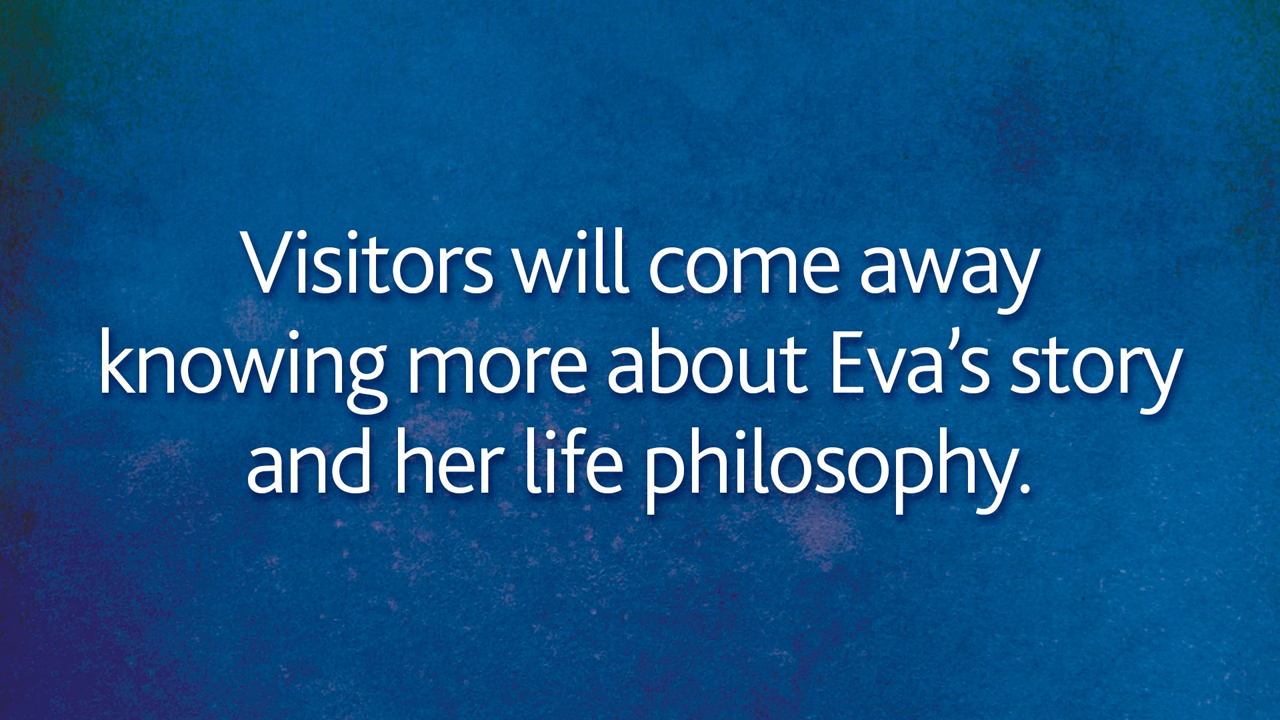 Visitors will come away
knowing more about Eva’s story
and her life philosophy.